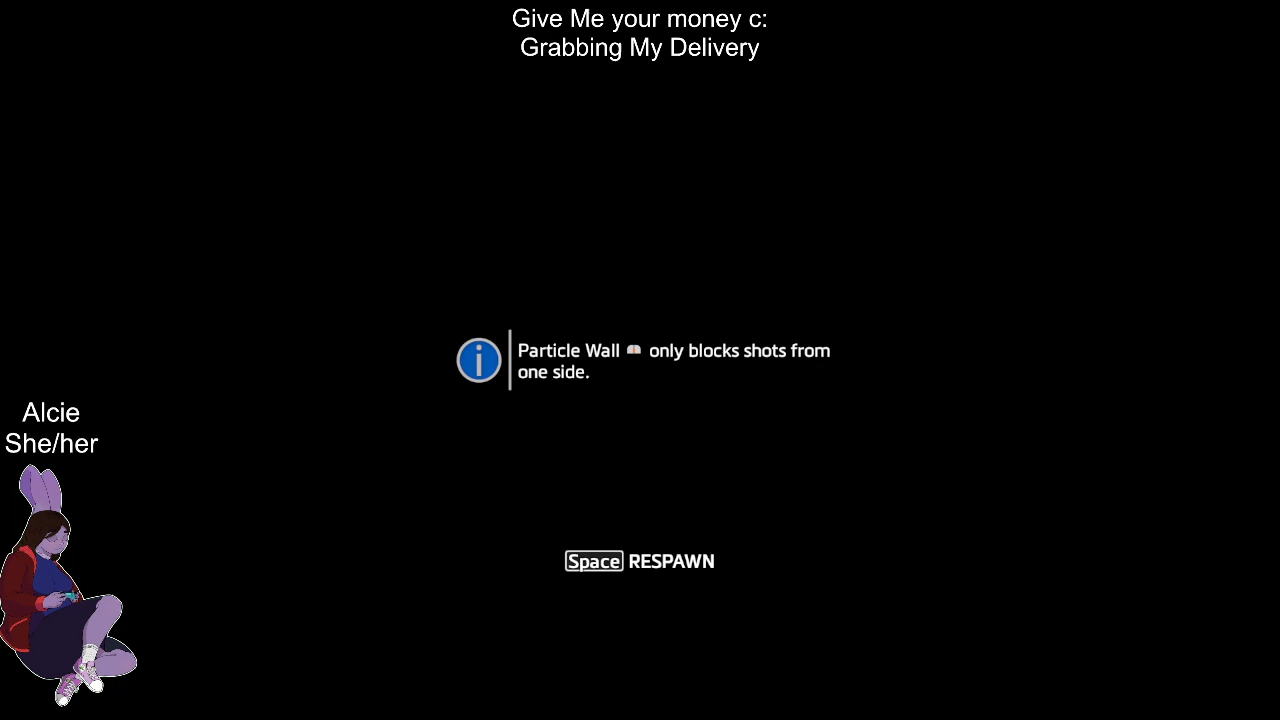 Give Me your money c:
Grabbing My Delivery
i
Particle Wall only blocks shots from
one side.
Alcie
She/her
Space RESPAWN